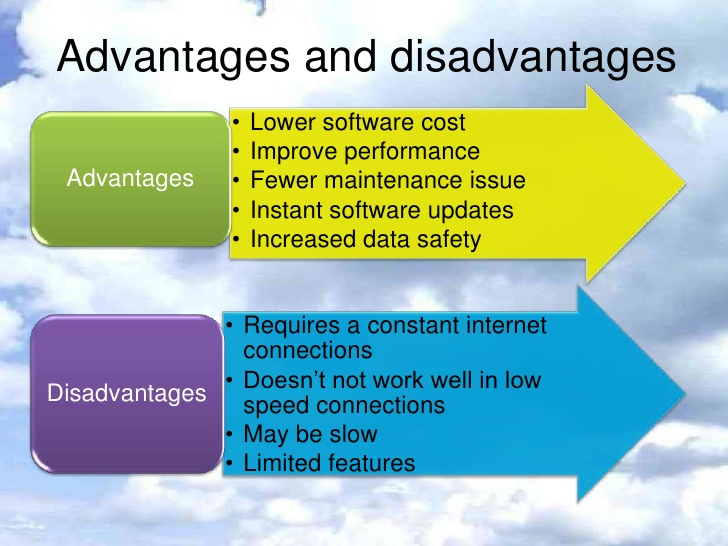 Advantages and disadvantages
Advantages
• Lower software cost
• Improve performance
• Fewer maintenance issue
• Instant software updates
• Increased data safety
Disadvantages
• Requires a constant internet
connections
• Doesn’t not work well in low
speed connections
• May be slow
• Limited features